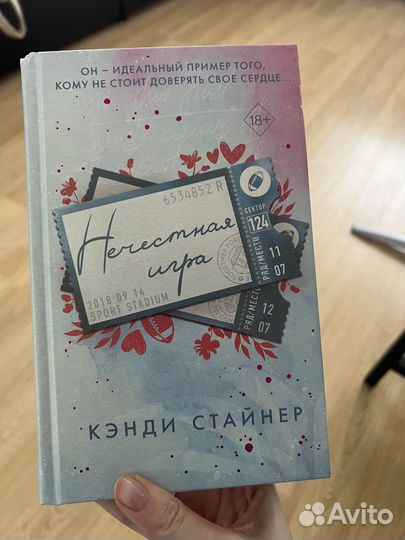 ОН – ИДЕАЛЬНЫЙ ПРИМЕР ТОГО,
КОМУ НЕ СТОИТ ДОВЕРЯТЬ СВОЕ СЕРДЦЕ...
18+
6534852 R
Нечестная
игра
2018 09 14
SPORT STADIUM
СЕКТОР
124
РЯД/МЕСТО
11
07
РЯД/МЕСТО
12
07
КЭНДИ СТАЙНЕР
Avito